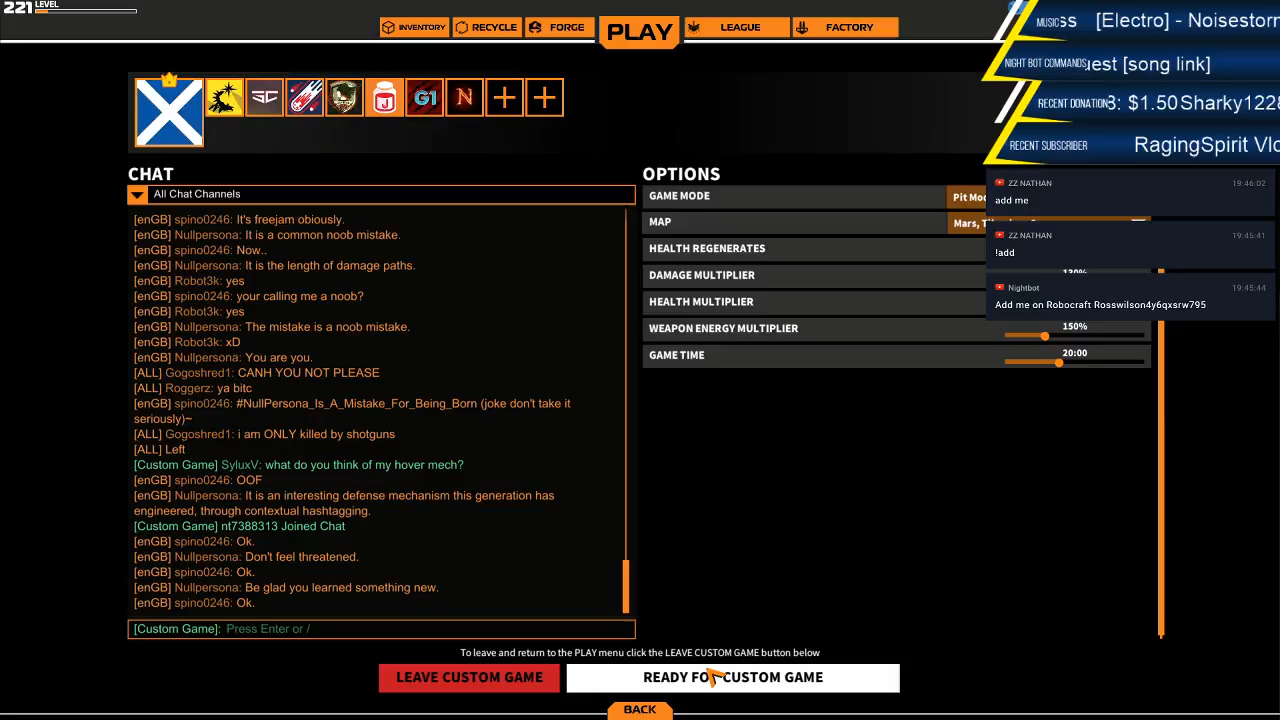 221 LEVEL
INVENTORY
RECYCLE
FORGE
PLAY
LEAGUE
FACTORY
MUSIC
[Electro] - Noisestorm
NIGHT BOT COMMANDS
uest [song link]
RECENT DONATION
3: $1.50 Sharky1228
RECENT SUBSCRIBER
RagingSpirit Vlo
SC
G1
N
CHAT
All Chat Channels
[enGB] spino0246: It's freejam obiously.
[enGB] Nullpersona: It is a common noob mistake.
[enGB] spino0246: Now..
[enGB] Nullpersona: It is the length of damage paths.
[enGB] Robot3k: yes
[enGB] spino0246: your calling me a noob?
[enGB] Robot3k: yes
[enGB] Nullpersona: The mistake is a noob mistake.
[enGB] Robot3k: xD
[enGB] Nullpersona: You are you.
[ALL] Gogoshred1: CANH YOU NOT PLEASE
[ALL] Roggerz: ya bitc
[enGB] spino0246: #NullPersona_Is_A_Mistake_For_Being_Born (joke don't take it
seriously)~
[ALL] Gogoshred1: i am ONLY killed by shotguns
[ALL] Left
[Custom Game] SyluxV: what do you think of my hover mech?
[enGB] spino0246: OOF
[enGB] Nullpersona: It is an interesting defense mechanism this generation has
engineered, through contextual hashtagging.
[Custom Game] nt7388313 Joined Chat
[enGB] spino0246: Ok.
[enGB] Nullpersona: Don't feel threatened.
[enGB] spino0246: Ok.
[enGB] Nullpersona: Be glad you learned something new.
[enGB] spino0246: Ok.
[Custom Game]: Press Enter or /
OPTIONS
GAME MODE
Pit Mod
MAP
Mars,
HEALTH REGENERATES
DAMAGE MULTIPLIER
130%
HEALTH MULTIPLIER
WEAPON ENERGY MULTIPLIER
150%
GAME TIME
20:00
ZZ NATHAN 19:46:02
add me
ZZ NATHAN 19:45:41
!add
Nightbot 19:45:44
Add me on Robocraft Rosswilson4y6qxsrw795
To leave and return to the PLAY menu click the LEAVE CUSTOM GAME button below
LEAVE CUSTOM GAME
READY FOR CUSTOM GAME
BACK